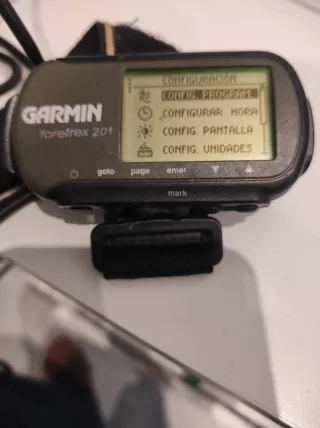 CONFIGURACIÓN
CONFIG. PROGRAM.
CONFIGURAR HORA
CONFIG. PANTALLA
CONFIG. UNIDADES
GARMIN
foretrex 201
goto page enter
mark